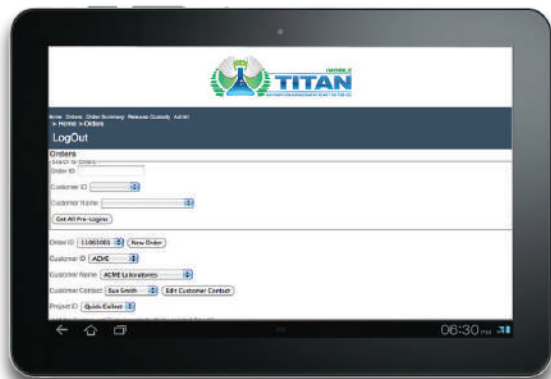 MOBILE
TITAN
Home Orders Order Summary Release Custody Admin
> Home > Orders
LogOut
Orders
Order ID
Customer ID
Customer Name
Get All Pre-Logins
Order ID 11061001 New Order
Customer ID ACME
Customer Name ACME Laboratories
Customer Contact Sue Smith Edit Customer Contact
Project ID Quick Collect
06:30 PM